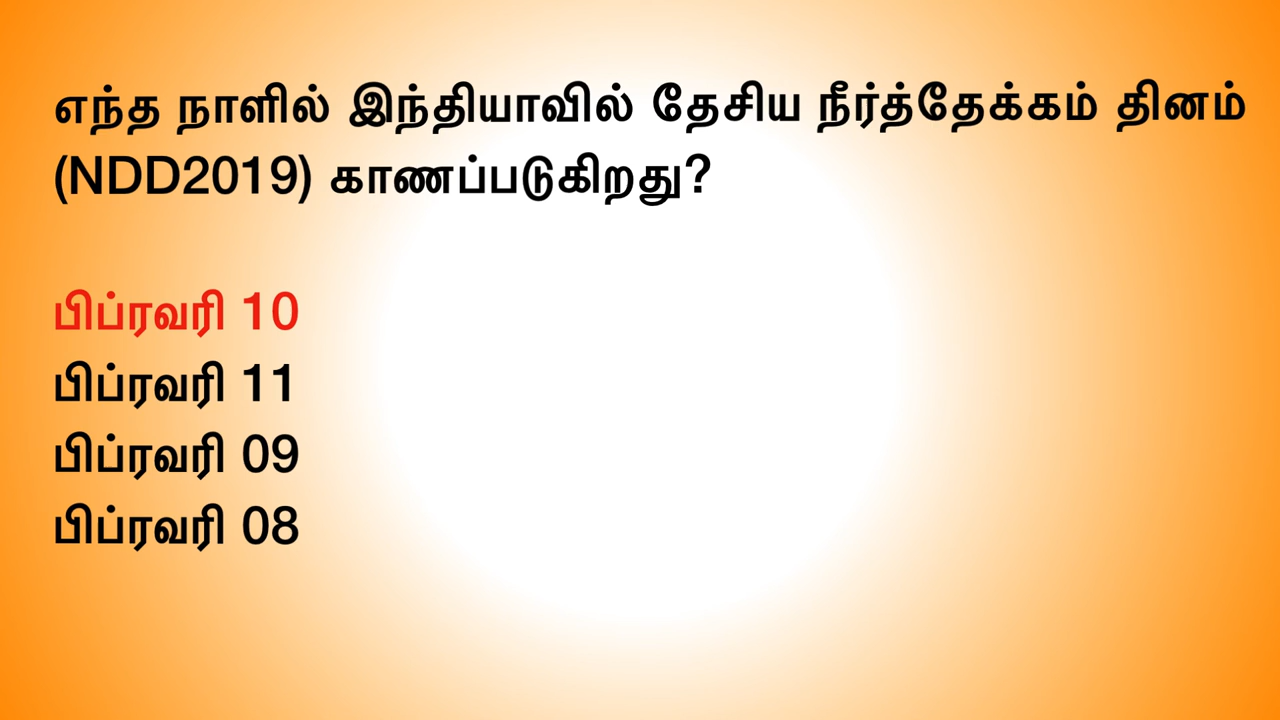 எந்த நாளில் இந்தியாவில் தேசிய நீர்த்தேக்கம் தினம்
(NDD2019) காணப்படுகிறது?
பிப்ரவரி 10
பிப்ரவரி 11
பிப்ரவரி 09
பிப்ரவரி 08